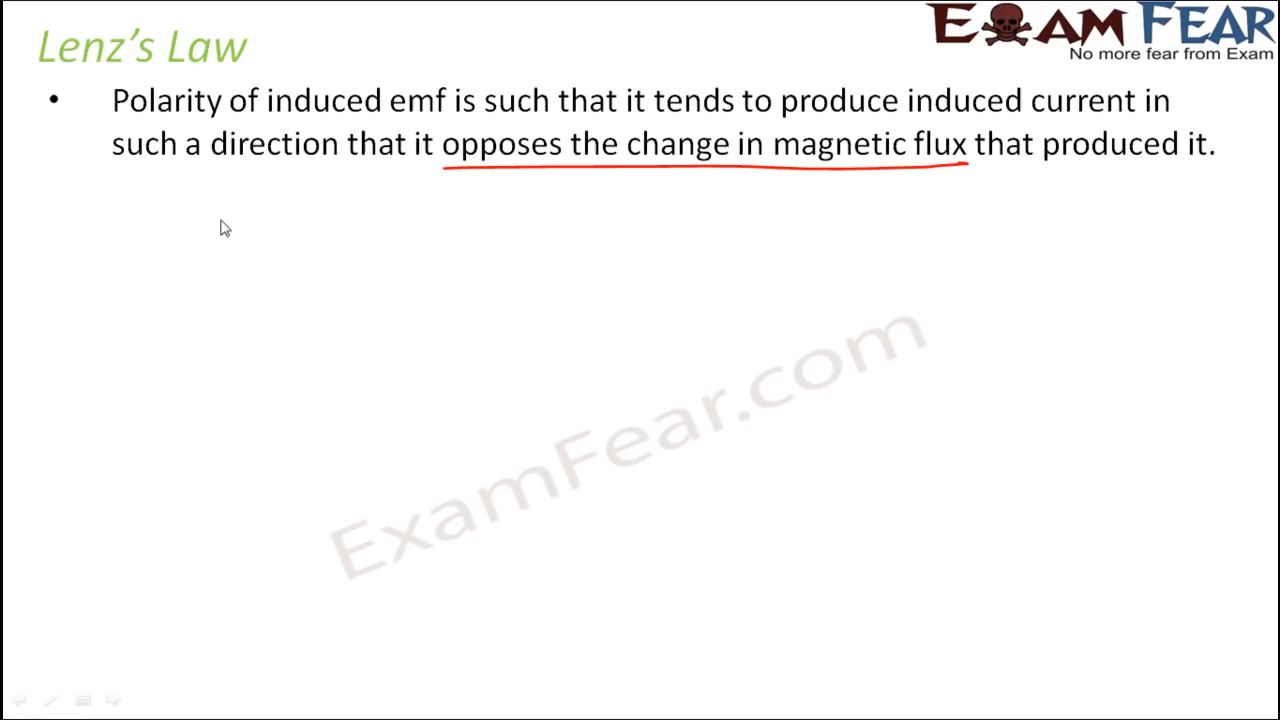 Lenz's Law
EXAM FEAR
No more fear from Exam
• Polarity of induced emf is such that it tends to produce induced current in
such a direction that it opposes the change in magnetic flux that produced it.
ExamFear.com